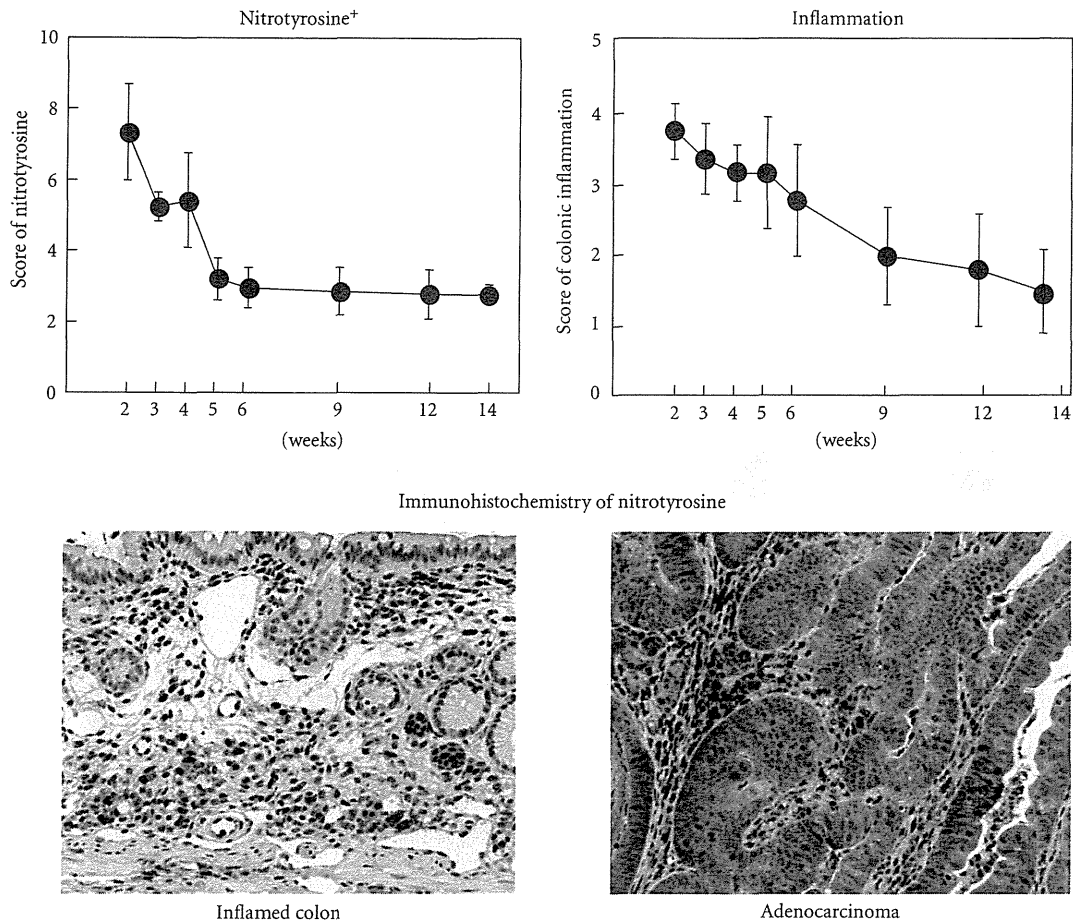 Nitrotyrosine⁺
10
8
6
4
2
0
Score of nitrotyrosine
2 3 4 5 6 9 12 14
(weeks)
Inflammation
5
4
3
2
1
0
Score of colonic inflammation
2 3 4 5 6 9 12 14
(weeks)
Immunohistochemistry of nitrotyrosine
Inflamed colon
Adenocarcinoma